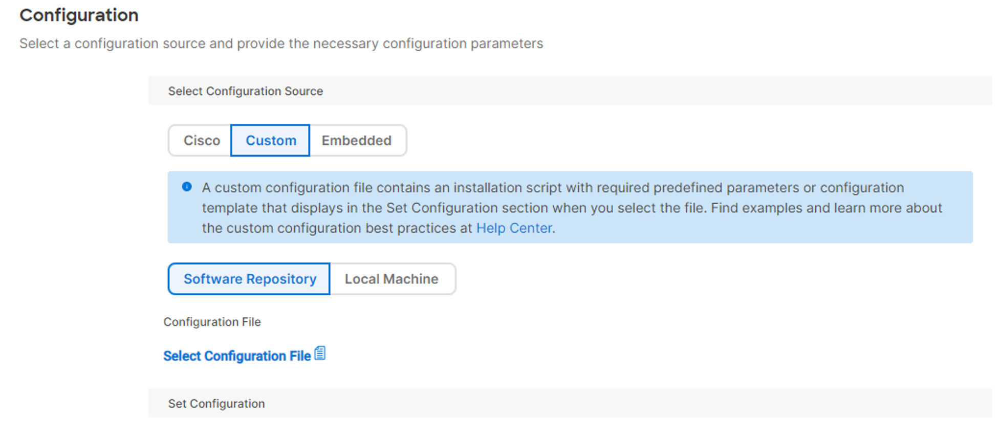 Configuration
Select a configuration source and provide the necessary configuration parameters
Select Configuration Source
Cisco Custom Embedded
A custom configuration file contains an installation script with required predefined parameters or configuration
template that displays in the Set Configuration section when you select the file. Find examples and learn more about
the custom configuration best practices at Help Center.
Software Repository Local Machine
Configuration File
Select Configuration File
Set Configuration